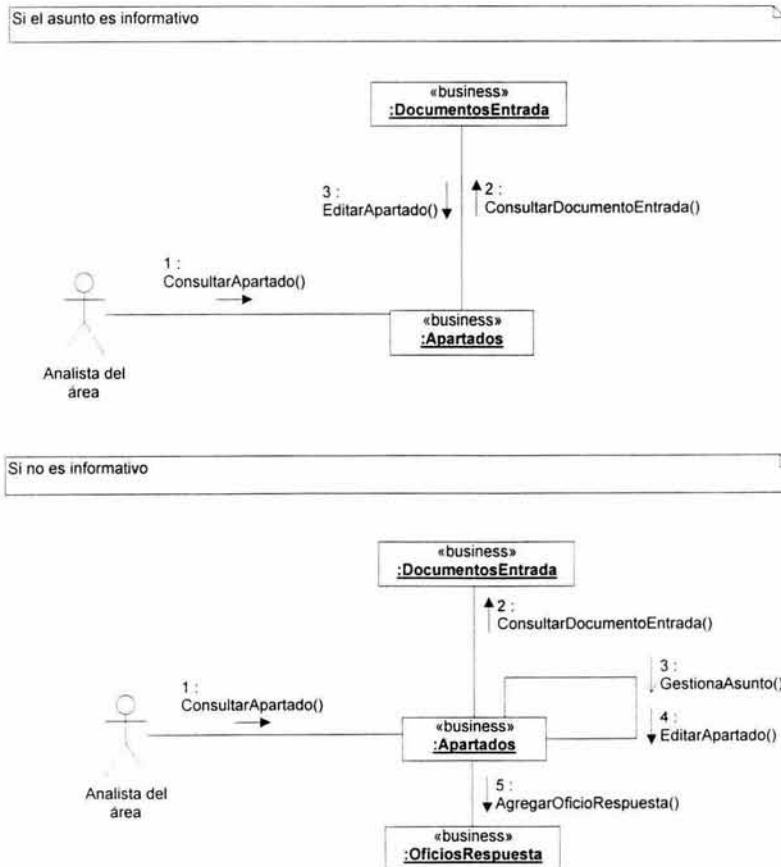 Si el asunto es informativo
«business»
:DocumentosEntrada
3 :
EditarApartado()
2 :
ConsultarDocumentoEntrada()
1 :
ConsultarApartado()
«business»
:Apartados
Analista del
área
Si no es informativo
«business»
:DocumentosEntrada
2 :
ConsultarDocumentoEntrada()
3 :
GestionaAsunto()
1 :
ConsultarApartado()
4 :
EditarApartado()
«business»
:Apartados
Analista del
área
5 :
AgregarOficioRespuesta()
«business»
:OficiosRespuesta